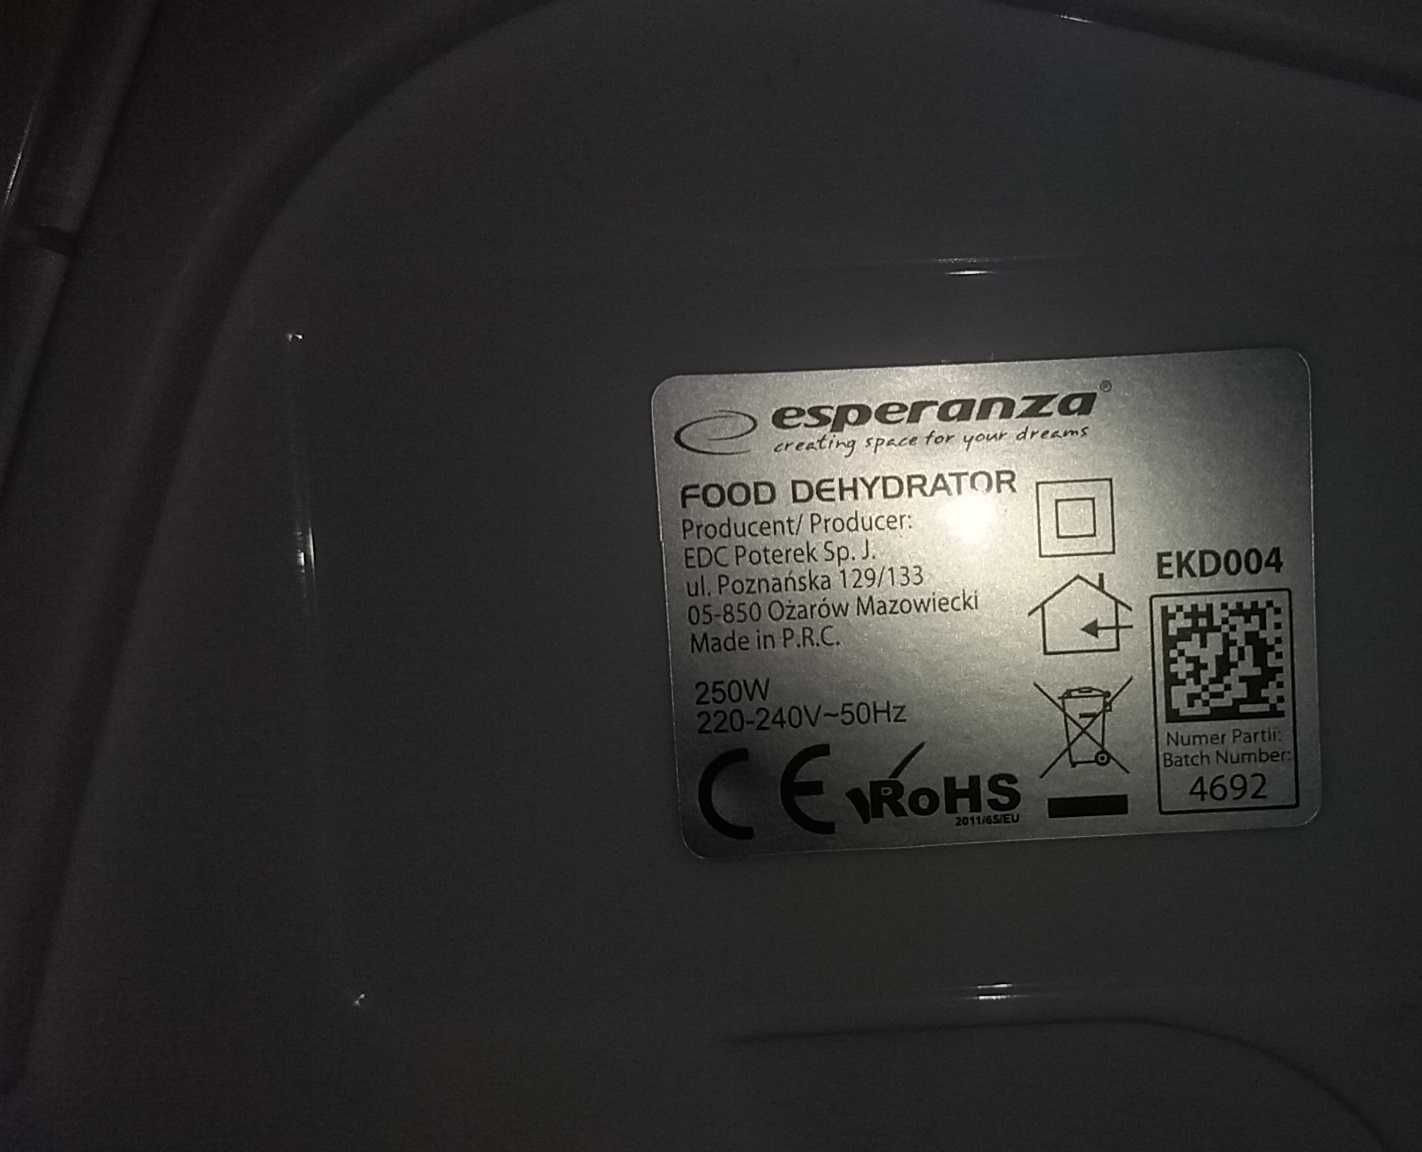 esperanza®
creating space for your dreams
FOOD DEHYDRATOR
Producent/ Producer:
EDC Poterek Sp. J.
ul. Poznańska 129/133
05-850 Ożarów Mazowiecki
Made in P.R.C.
250W
220-240V~50Hz
CE RoHS
2011/65/EU
EKD004
Numer Partii:
Batch Number:
4692